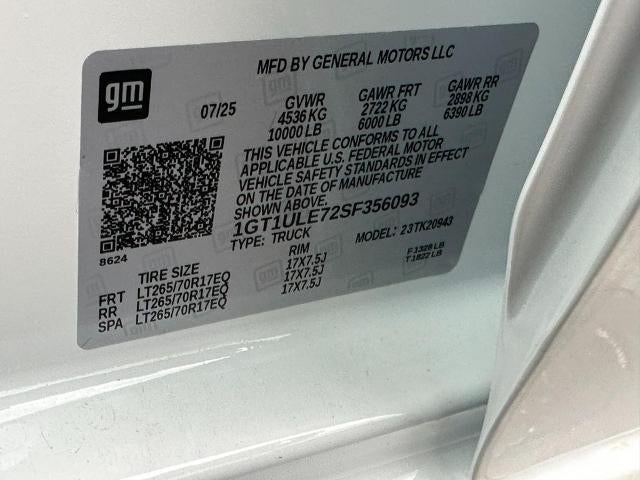 gm
MFD BY GENERAL MOTORS LLC
07/25
GVWR GAWR FRT GAWR RR
4536 KG 2722 KG 2898 KG
10000 LB 6000 LB 6390 LB
THIS VEHICLE CONFORMS TO ALL
APPLICABLE U.S. FEDERAL MOTOR
VEHICLE SAFETY STANDARDS IN EFFECT
ON THE DATE OF MANUFACTURE
SHOWN ABOVE.
1GT1ULE72SF356093
TYPE: TRUCK MODEL: 23TK20943
8624
TIRE SIZE RIM
FRT LT265/70R17EQ 17X7.5J
RR LT265/70R17EQ 17X7.5J
SPA LT265/70R17EQ 17X7.5J
F1328 LB
T1822 LB